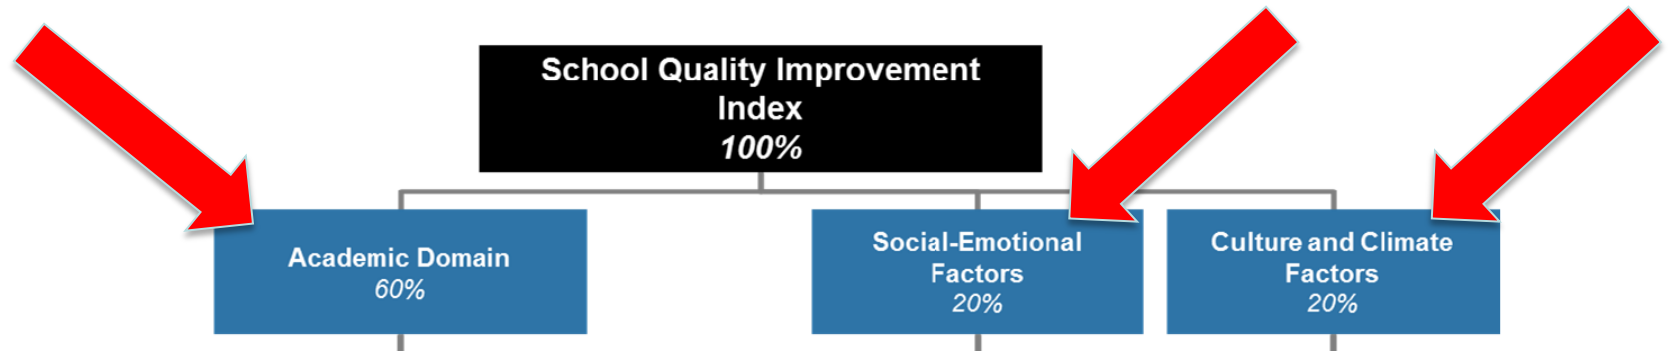 School Quality Improvement
Index
100%
Academic Domain
60%
Social-Emotional
Factors
20%
Culture and Climate
Factors
20%